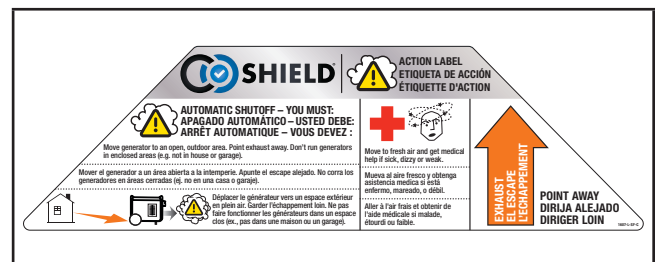 CO SHIELD®
ACTION LABEL
ETIQUETA DE ACCIÓN
ÉTIQUETTE D'ACTION
AUTOMATIC SHUTOFF – YOU MUST:
APAGADO AUTOMÁTICO – USTED DEBE:
ARRÊT AUTOMATIQUE – VOUS DEVEZ :
Move generator to an open, outdoor area. Point exhaust away. Don't run generators
in enclosed areas (e.g. not in house or garage).
Mover el generador a un área abierta a la intemperie. Apunte el escape alejado. No corra los
generadores en áreas cerradas (ej. no en una casa o garaje).
Déplacer le générateur vers un espace extérieur
en plein air. Garder l'échappement loin. Ne pas
faire fonctionner les générateurs dans un espace
clos (ex., pas dans une maison ou un garage).
Move to fresh air and get medical
help if sick, dizzy or weak.
Mueva al aire fresco y obtenga
asistencia medica si está
enfermo, mareado, o débil.
Aller à l'air frais et obtenir de
l'aide médicale si malade,
étourdi ou faible.
EXHAUST
EL ESCAPE
L'ECHAPPEMENT
POINT AWAY
DIRIJA ALEJADO
DIRIGER LOIN